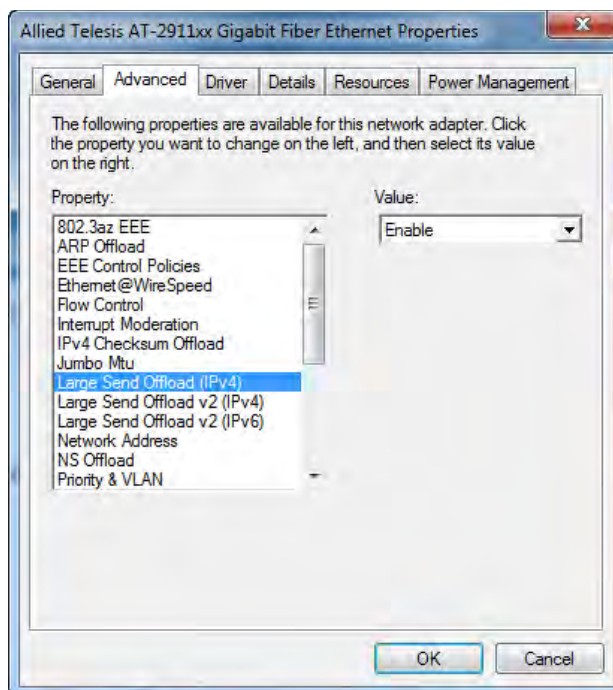 Allied Telesis AT-2911xx Gigabit Fiber Ethernet Properties
General Advanced Driver Details Resources Power Management
The following properties are available for this network adapter. Click
the property you want to change on the left, and then select its value
on the right.
Property: Value:
802.3az EEE Enable
ARP Offload
EEE Control Policies
Ethernet@WireSpeed
Flow Control
Interrupt Moderation
IPv4 Checksum Offload
Jumbo Mtu
Large Send Offload (IPv4)
Large Send Offload v2 (IPv4)
Large Send Offload v2 (IPv6)
Network Address
NS Offload
Priority & VLAN
OK Cancel